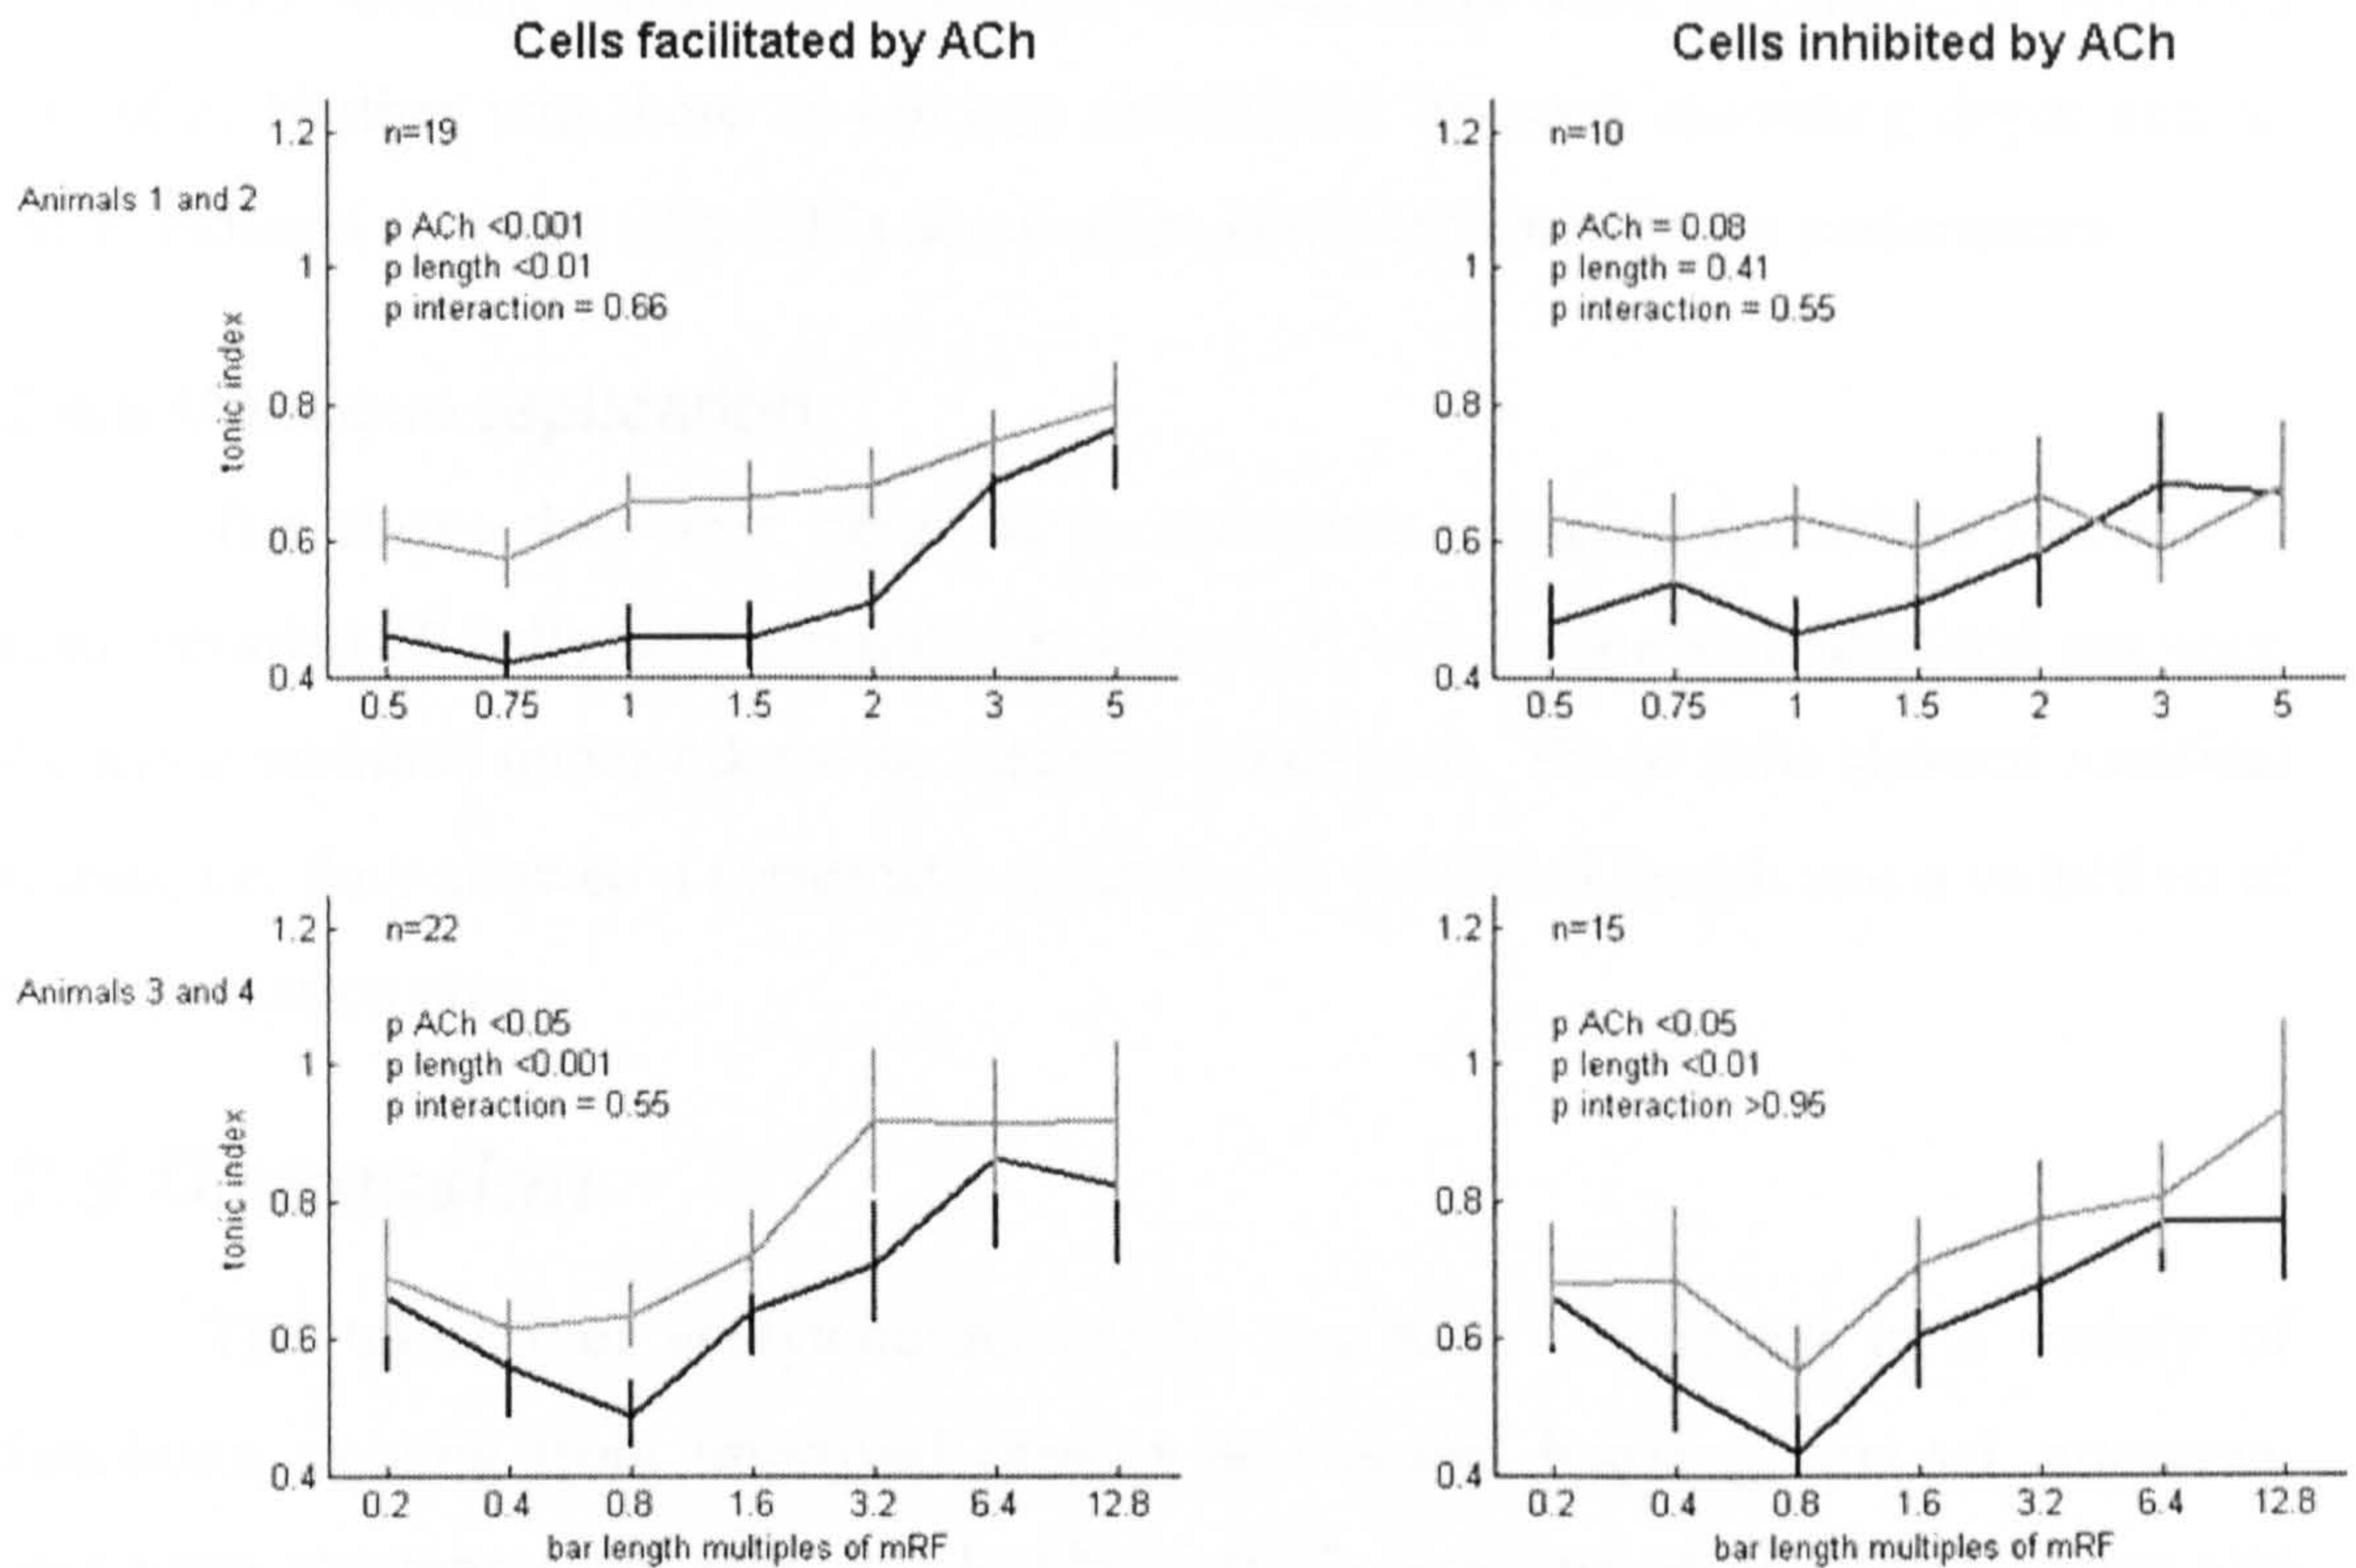 Cells facilitated by ACh
Cells inhibited by ACh
Animals 1 and 2
tonic index
1.2
1
0.8
0.6
0.4
n=19
p ACh <0.001
p length <0.01
p interaction = 0.66
0.5 0.75 1 1.5 2 3 5
1.2
1
0.8
0.6
0.4
n=10
p ACh = 0.08
p length = 0.41
p interaction = 0.55
0.5 0.75 1 1.5 2 3 5
Animals 3 and 4
tonic index
1.2
1
0.8
0.6
0.4
n=22
p ACh <0.05
p length <0.001
p interaction = 0.55
0.2 0.4 0.8 1.6 3.2 6.4 12.8
bar length multiples of mRF
1.2
1
0.8
0.6
0.4
n=15
p ACh <0.05
p length <0.01
p interaction >0.95
0.2 0.4 0.8 1.6 3.2 6.4 12.8
bar length multiples of mRF